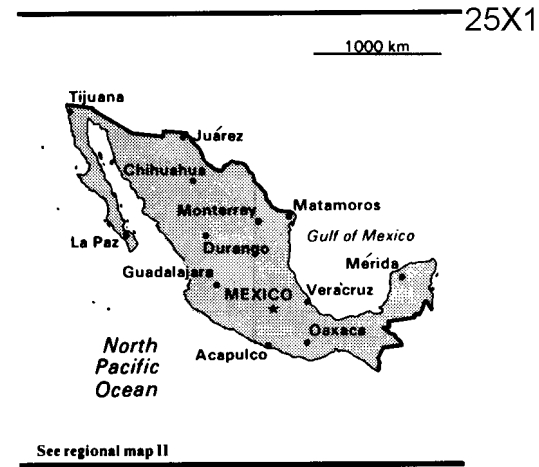 25X1
1000 km
Tijuana
Juárez
Chihuahua
Monterrey
Matamoros
La Paz
Durango
Gulf of Mexico
Guadalajara
Mérida
MEXICO
Veracruz
Oaxaca
Acapulco
North
Pacific
Ocean
See regional map II